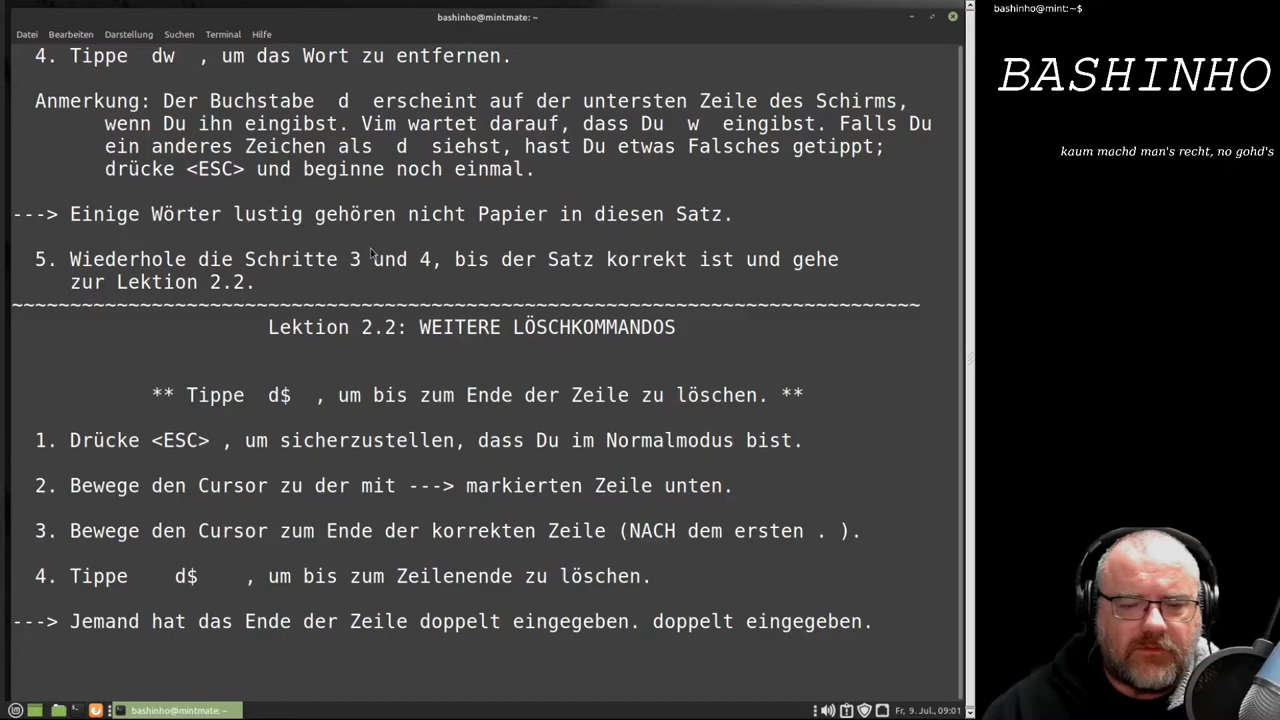 bashinho@mintmate: ~
Datei Bearbeiten Darstellung Suchen Terminal Hilfe
4. Tippe dw , um das Wort zu entfernen.
Anmerkung: Der Buchstabe d erscheint auf der untersten Zeile des Schirms,
wenn Du ihn eingibst. Vim wartet darauf, dass Du w eingibst. Falls Du
ein anderes Zeichen als d siehst, hast Du etwas Falsches getippt;
drücke <ESC> und beginne noch einmal.
---> Einige Wörter lustig gehören nicht Papier in diesen Satz.
5. Wiederhole die Schritte 3 und 4, bis der Satz korrekt ist und gehe
zur Lektion 2.2.
~~~~~~~~~~~~~~~~~~~~~~~~~~~~~~~~~~~~~~~~~~~~~~~~~~~~~~~~~~~~~~~~~~~~~~~~~~~~~~
Lektion 2.2: WEITERE LÖSCHKOMMANDOS
** Tippe d$ , um bis zum Ende der Zeile zu löschen. **
1. Drücke <ESC> , um sicherzustellen, dass Du im Normalmodus bist.
2. Bewege den Cursor zu der mit ---> markierten Zeile unten.
3. Bewege den Cursor zum Ende der korrekten Zeile (NACH dem ersten . ).
4. Tippe d$ , um bis zum Zeilenende zu löschen.
---> Jemand hat das Ende der Zeile doppelt eingegeben. doppelt eingegeben.
bashinho@mintmate: ~
Fr, 9. Jul., 09:01
bashinho@mint:~$
BASHINHO
kaum machd man's recht, no gohd's